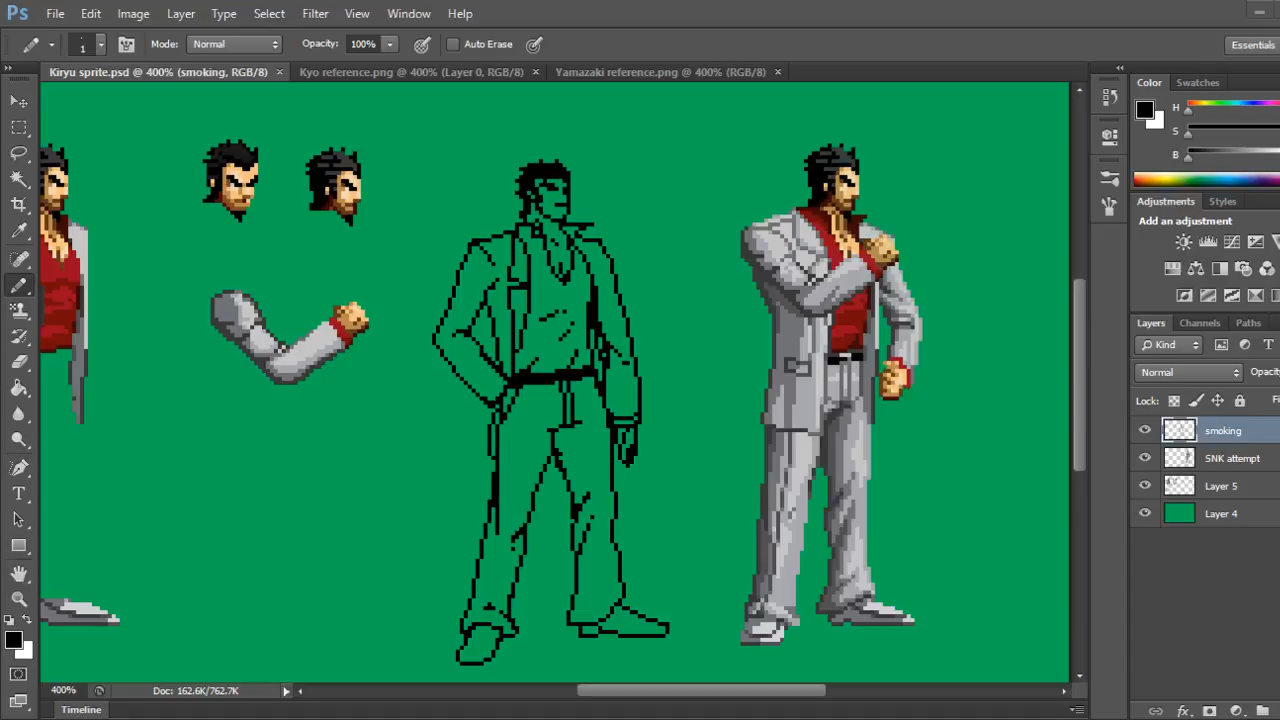 Ps File Edit Image Layer Type Select Filter View Window Help
1 Mode: Normal Opacity: 100% Auto Erase Essentials
Kiryu sprite.psd @ 400% (smoking, RGB/8) × Kyo reference.png @ 400% (Layer 0, RGB/8) × Yamazaki reference.png @ 400% (RGB/8) ×
Color Swatches
H
S
B
Adjustments Styles
Add an adjustment
Layers Channels Paths
Kind
Normal Opacity
Lock: Fi
smoking
SNK attempt
Layer 5
Layer 4
400% Doc: 162.6K/762.7K
Timeline